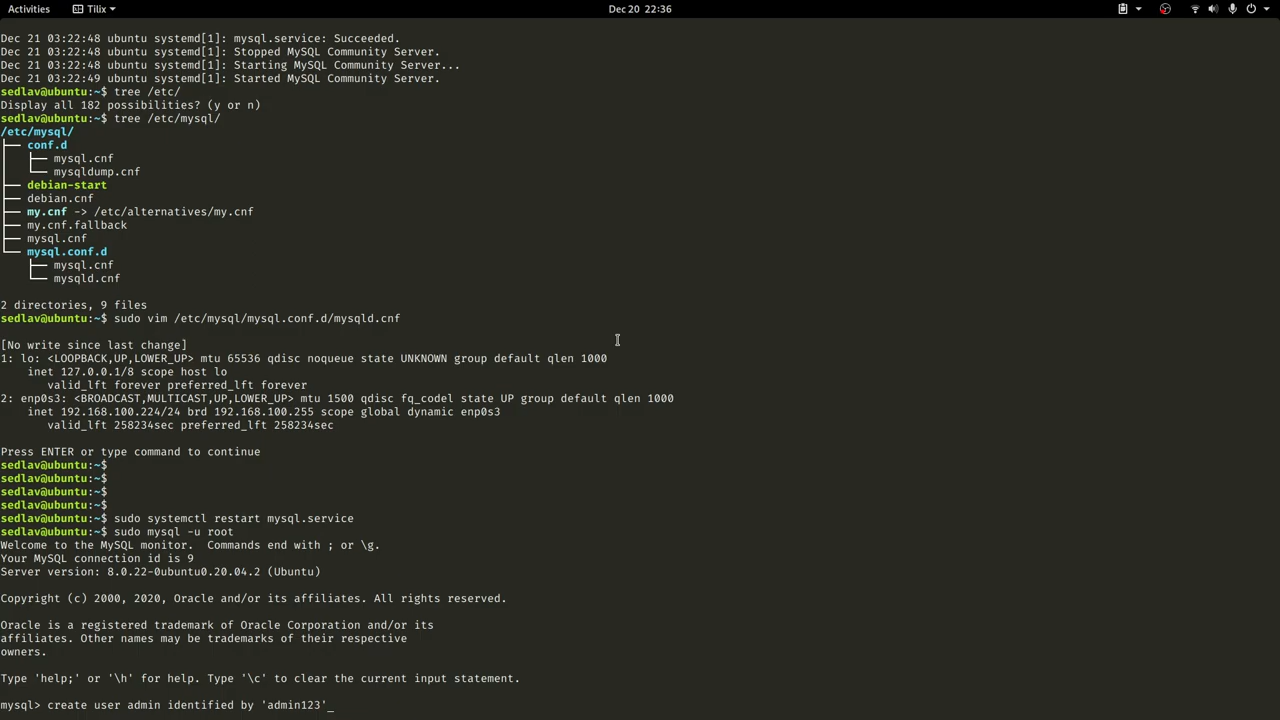 Activities Tilix Dec 20 22:36
Dec 21 03:22:48 ubuntu systemd[1]: mysql.service: Succeeded.
Dec 21 03:22:48 ubuntu systemd[1]: Stopped MySQL Community Server.
Dec 21 03:22:48 ubuntu systemd[1]: Starting MySQL Community Server...
Dec 21 03:22:49 ubuntu systemd[1]: Started MySQL Community Server.
sedlav@ubuntu:~$ tree /etc/
Display all 182 possibilities? (y or n)
sedlav@ubuntu:~$ tree /etc/mysql/
/etc/mysql/
├── conf.d
│   ├── mysql.cnf
│   └── mysqldump.cnf
├── debian-start
├── debian.cnf
├── my.cnf -> /etc/alternatives/my.cnf
├── my.cnf.fallback
├── mysql.cnf
└── mysql.conf.d
    ├── mysql.cnf
    └── mysqld.cnf
2 directories, 9 files
sedlav@ubuntu:~$ sudo vim /etc/mysql/mysql.conf.d/mysqld.cnf
[No write since last change]
1: lo: <LOOPBACK,UP,LOWER_UP> mtu 65536 qdisc noqueue state UNKNOWN group default qlen 1000
    inet 127.0.0.1/8 scope host lo
       valid_lft forever preferred_lft forever
2: enp0s3: <BROADCAST,MULTICAST,UP,LOWER_UP> mtu 1500 qdisc fq_codel state UP group default qlen 1000
    inet 192.168.100.224/24 brd 192.168.100.255 scope global dynamic enp0s3
       valid_lft 258234sec preferred_lft 258234sec
Press ENTER or type command to continue
sedlav@ubuntu:~$
sedlav@ubuntu:~$
sedlav@ubuntu:~$
sedlav@ubuntu:~$
sedlav@ubuntu:~$ sudo systemctl restart mysql.service
sedlav@ubuntu:~$ sudo mysql -u root
Welcome to the MySQL monitor.  Commands end with ; or \g.
Your MySQL connection id is 9
Server version: 8.0.22-0ubuntu0.20.04.2 (Ubuntu)
Copyright (c) 2000, 2020, Oracle and/or its affiliates. All rights reserved.
Oracle is a registered trademark of Oracle Corporation and/or its
affiliates. Other names may be trademarks of their respective
owners.
Type 'help;' or '\h' for help. Type '\c' to clear the current input statement.
mysql> create user admin identified by 'admin123'_